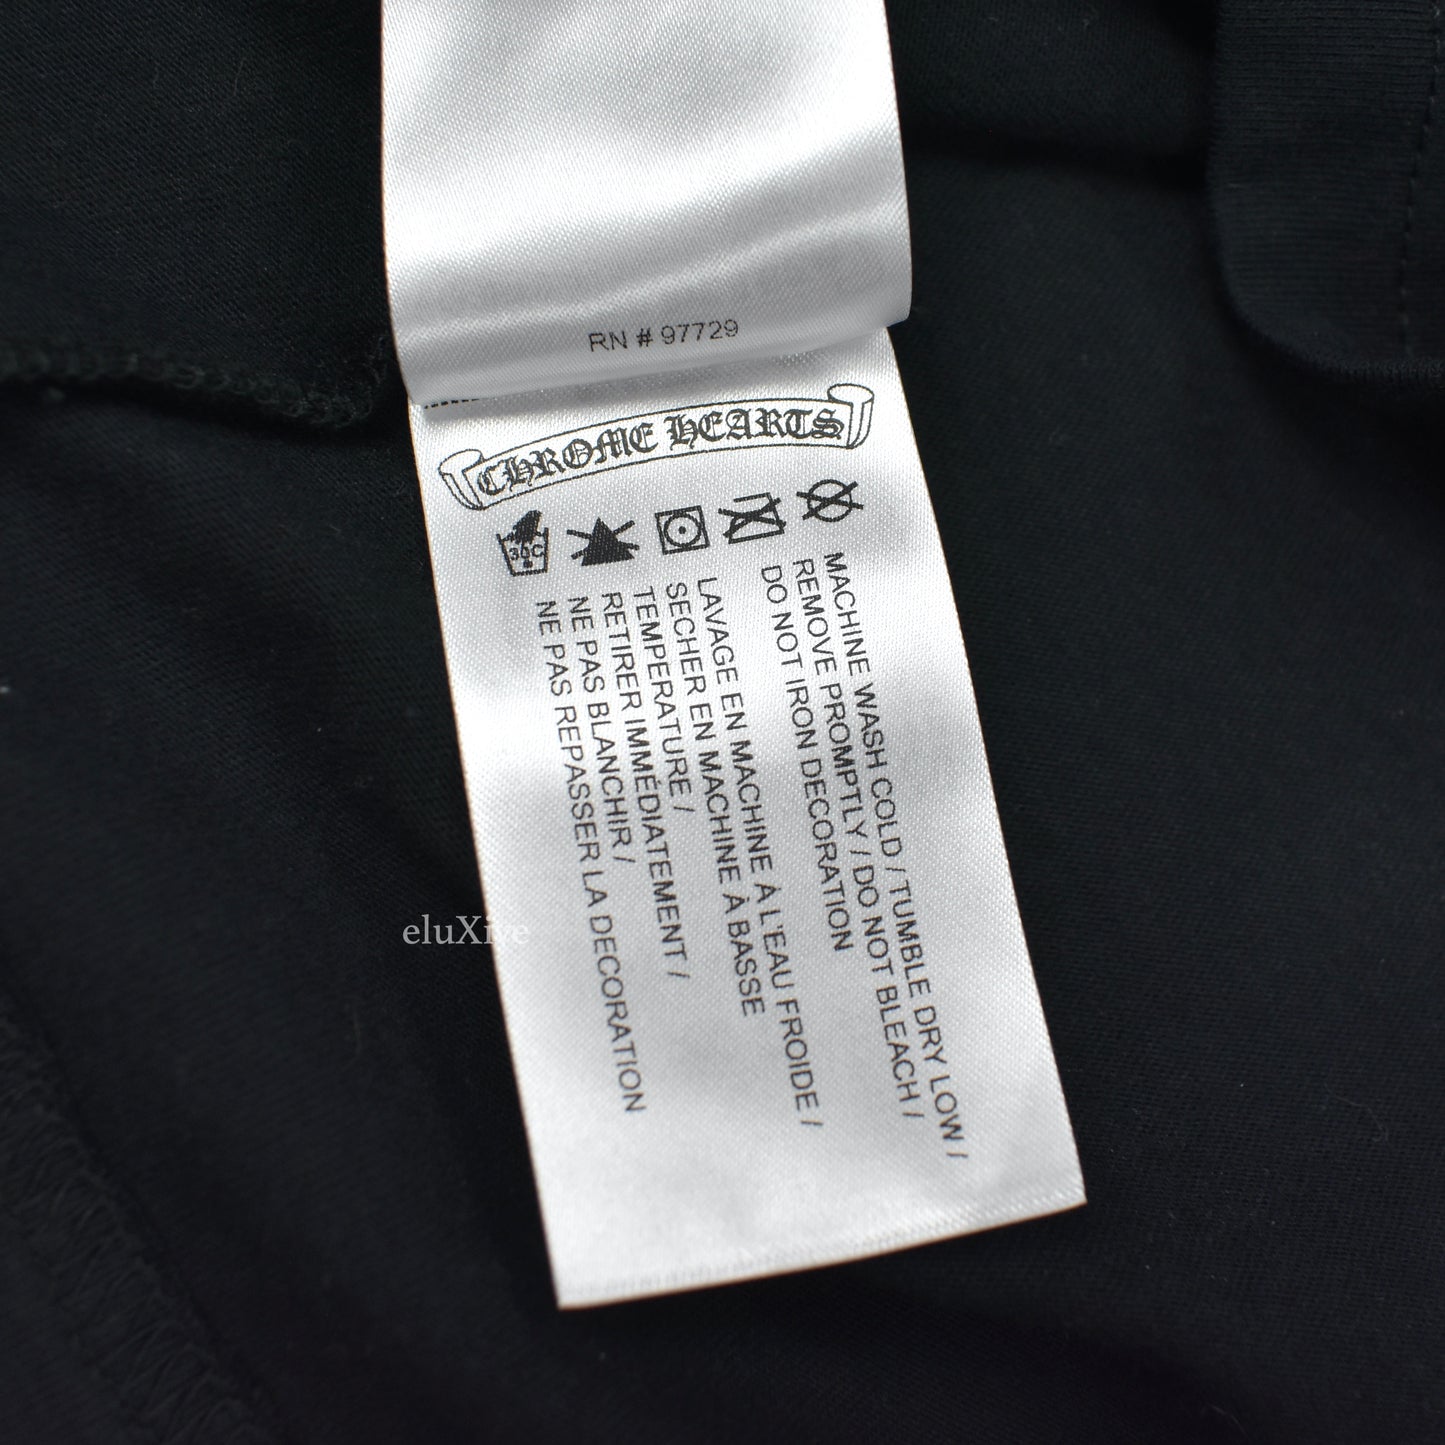 RN # 97729
CHROME HEARTS
30C
MACHINE WASH COLD / TUMBLE DRY LOW /
REMOVE PROMPTLY / DO NOT BLEACH /
DO NOT IRON DECORATION
LAVAGE EN MACHINE À L'EAU FROIDE /
SECHER EN MACHINE À BASSE
TEMPERATURE /
RETIRER IMMÉDIATEMENT /
NE PAS BLANCHIR /
NE PAS REPASSER LA DECORATION
eluXive